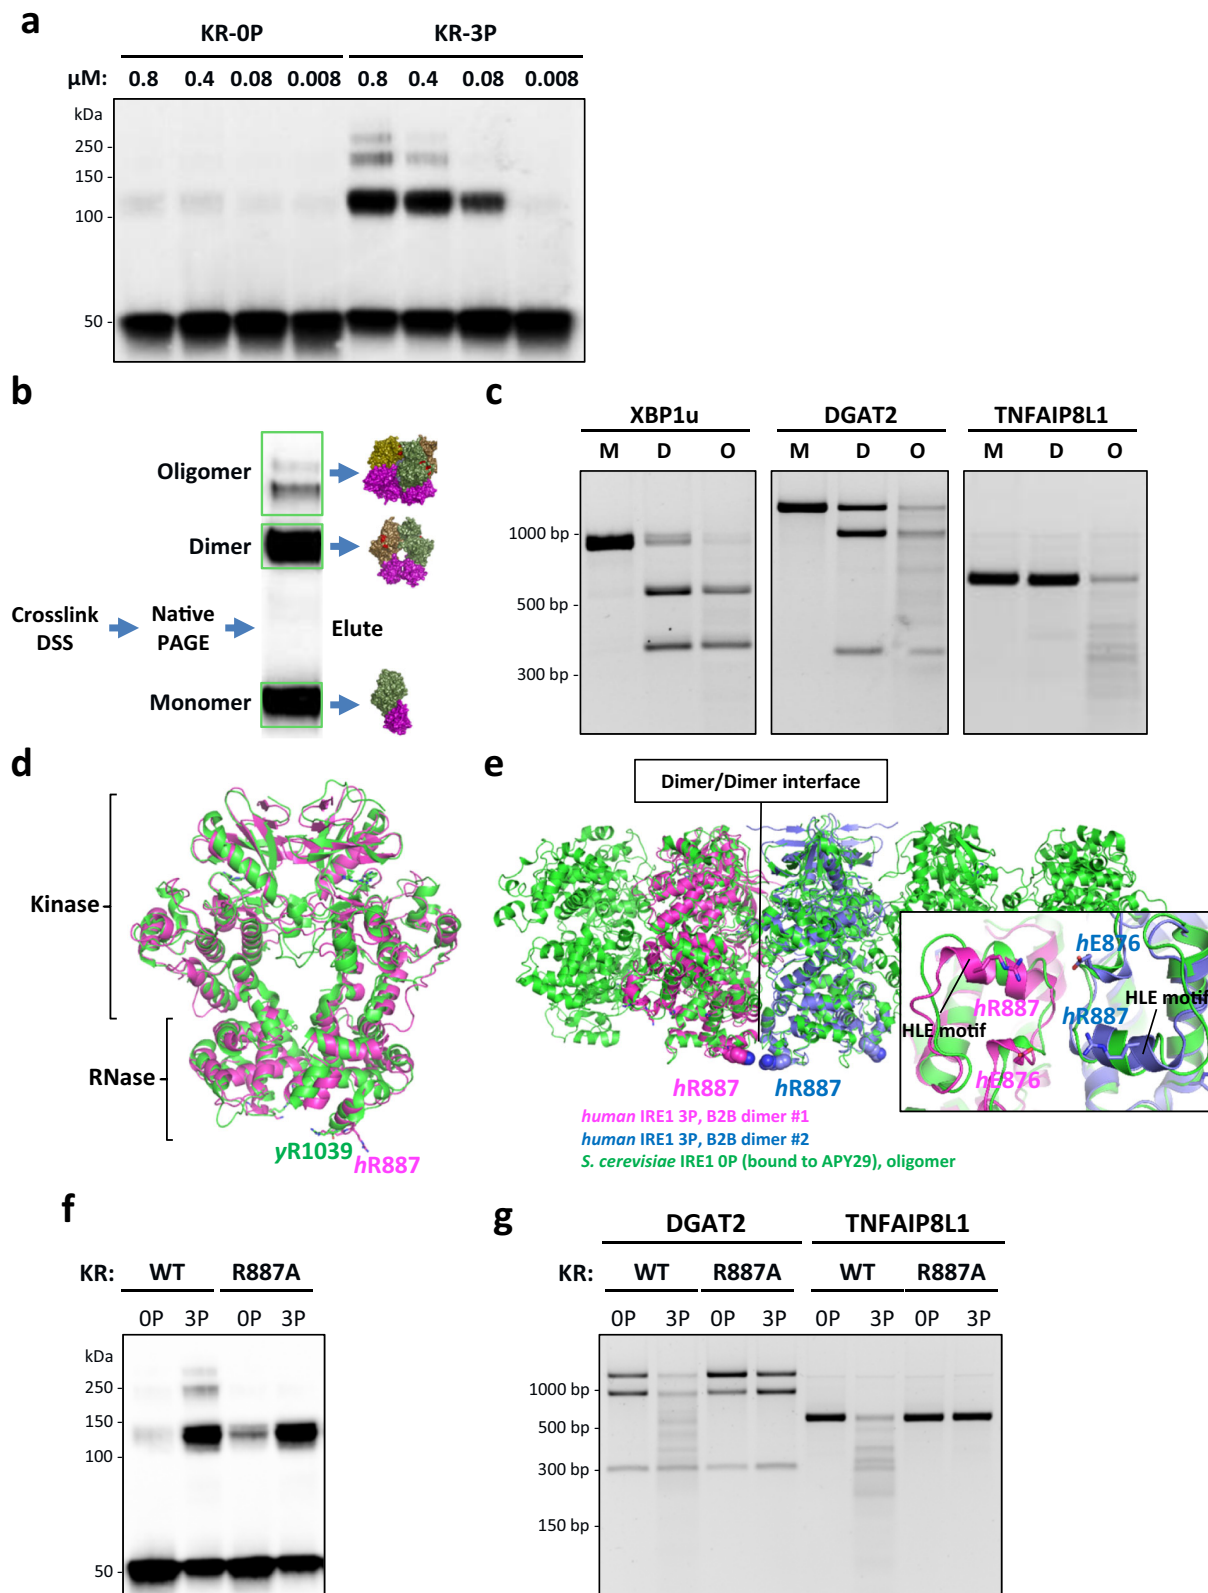 a
KR-0P KR-3P
μM: 0.8 0.4 0.08 0.008 0.8 0.4 0.08 0.008
kDa
250 -
150 -
100 -
50 -
b
Oligomer
Dimer
Crosslink DSS
Native PAGE
Elute
Monomer
c
XBP1u DGAT2 TNFAIP8L1
M D O M D O M D O
1000 bp -
500 bp -
300 bp -
d
Kinase
RNase
yR1039
hR887
e
Dimer/Dimer interface
hE876
hR887
HLE motif
hR887
HLE motif
hE876
hR887 hR887
human IRE1 3P, B2B dimer #1
human IRE1 3P, B2B dimer #2
S. cerevisiae IRE1 0P (bound to APY29), oligomer
f
KR: WT R887A
0P 3P 0P 3P
kDa
250 -
150 -
100 -
50 -
g
DGAT2 TNFAIP8L1
KR: WT R887A WT R887A
0P 3P 0P 3P 0P 3P 0P 3P
1000 bp -
500 bp -
300 bp -
150 bp -